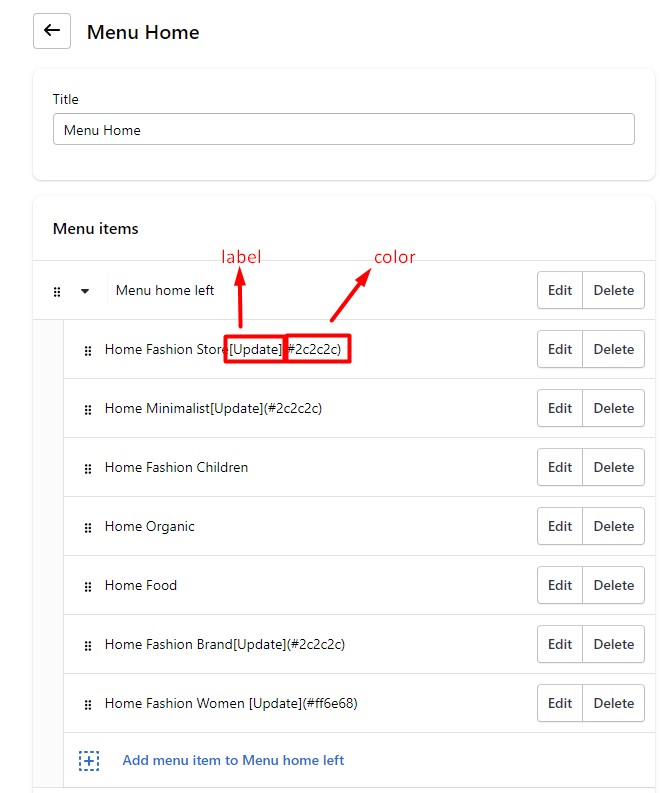 Menu Home
Title
Menu Home
Menu items
label color
Menu home left Edit Delete
Home Fashion Store[Update](#2c2c2c) Edit Delete
Home Minimalist[Update](#2c2c2c) Edit Delete
Home Fashion Children Edit Delete
Home Organic Edit Delete
Home Food Edit Delete
Home Fashion Brand[Update](#2c2c2c) Edit Delete
Home Fashion Women [Update](#ff6e68) Edit Delete
Add menu item to Menu home left